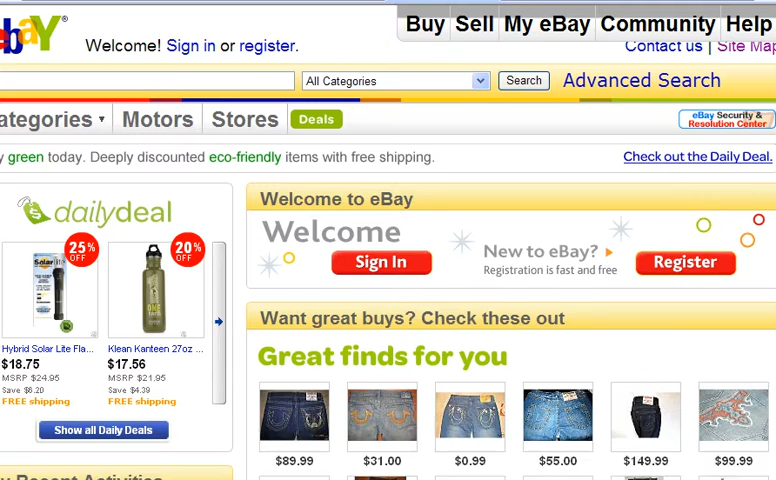 ebaY®
Buy Sell My eBay Community Help
Welcome! Sign in or register.
Contact us | Site Map
All Categories Search Advanced Search
ategories Motors Stores Deals
eBay Security &
Resolution Center
y green today. Deeply discounted eco-friendly items with free shipping. Check out the Daily Deal.
dailydeal
25% OFF
20% OFF
Solar lite
Hybrid Solar Lite Fla...
Klean Kanteen 27oz ...
$18.75
$17.56
MSRP $24.95
MSRP $21.95
Save $6.20
Save $4.39
FREE shipping
FREE shipping
Show all Daily Deals
Welcome to eBay
Welcome
Sign In
New to eBay?
Registration is fast and free
Register
Want great buys? Check these out
Great finds for you
$89.99 $31.00 $0.99 $55.00 $149.99 $99.99
y Recent Activities